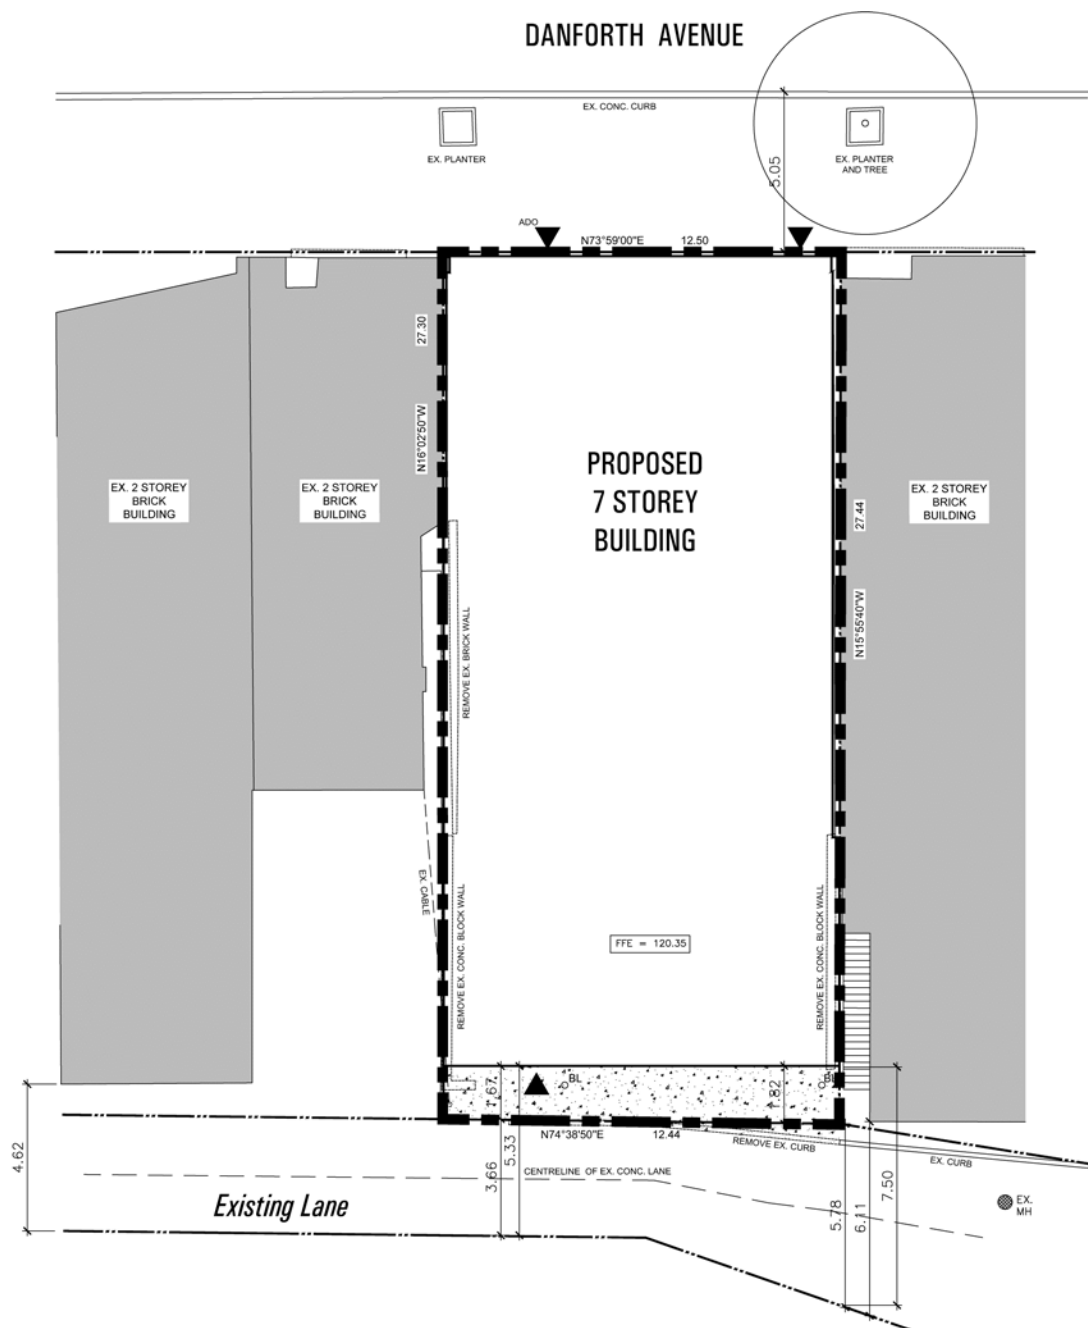 DANFORTH AVENUE
EX. CONC. CURB
EX. PLANTER
EX. PLANTER
AND TREE
5.05
ADO
N73°59'00"E
12.50
27.30
N16°02'50"W
EX. 2 STOREY
BRICK
BUILDING
EX. 2 STOREY
BRICK
BUILDING
PROPOSED
7 STOREY
BUILDING
EX. 2 STOREY
BRICK
BUILDING
27.44
N15°55'40"W
REMOVE EX. BRICK WALL
EX. CABLE
REMOVE EX. CONC. BLOCK WALL
REMOVE EX. CONC. BLOCK WALL
FFE = 120.35
1.67
BL
1.82
BL
N74°38'50"E
12.44
REMOVE EX. CURB
EX. CURB
4.62
3.66
5.33
CENTRELINE OF EX. CONC. LANE
Existing Lane
5.78
6.11
7.50
EX.
MH